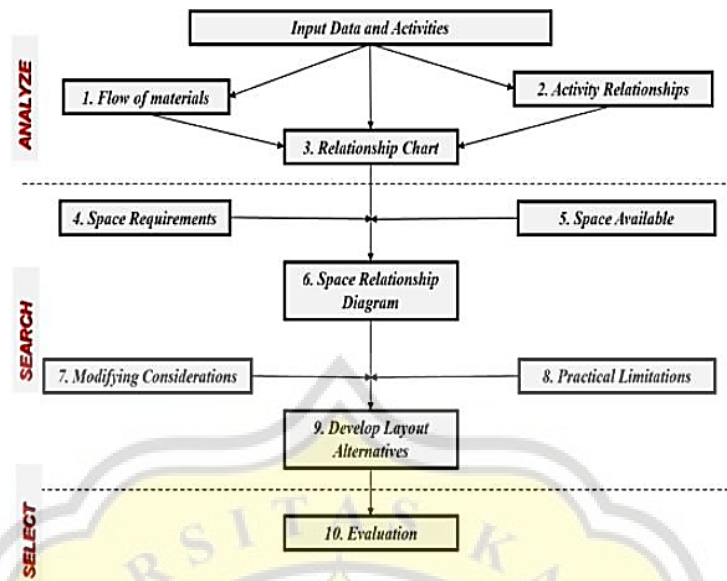 Input Data and Activities
ANALYZE
1. Flow of materials
2. Activity Relationships
3. Relationship Chart
4. Space Requirements
5. Space Available
6. Space Relationship
Diagram
SEARCH
7. Modifying Considerations
8. Practical Limitations
9. Develop Layout
Alternatives
SELECT
10. Evaluation
RSITAS KA